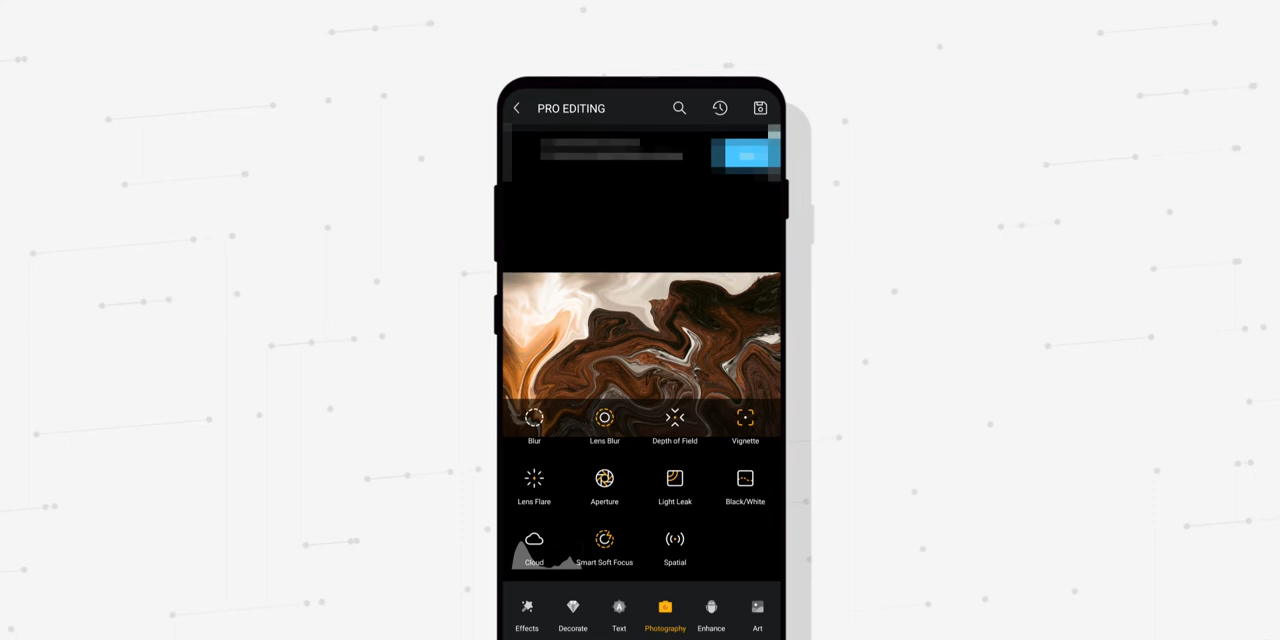 PRO EDITING
Blur Lens Blur Depth of Field Vignette
Lens Flare Aperture Light Leak Black/White
Cloud Smart Soft Focus Spatial
Effects Decorate Text Photography Enhance Art